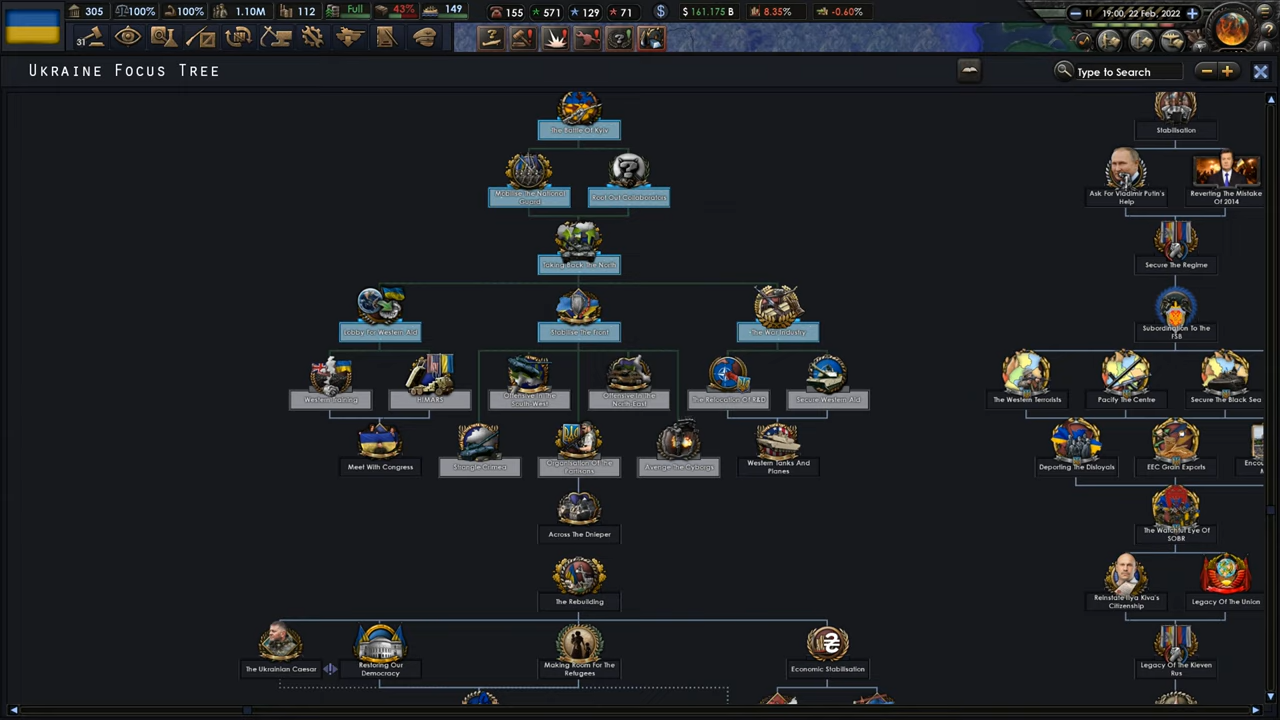 305 100% 100% 1.10M 112 Full 43% 149 155 571 129 71 $ $ 161.175 B 8.35% -0.60% 19:00, 22 Feb, 2022
31
Ukraine Focus Tree
Type to Search
The Battle Of Kyiv
Stabilisation
Mobilise The National Guard
Root Out Collaborators
Ask For Vladimir Putin's Help
Reverting The Mistake Of 2014
Taking Back The North
Secure The Regime
Lobby For Western Aid
Stabilise The Front
The War Industry
Subordination To The FSB
Western Training
HIMARS
Offensive In The South-West
Offensive In The North-East
The Relocation Of R&D
Secure Western Aid
The Western Terrorists
Pacify The Centre
Secure The Black Sea
Meet With Congress
Strangle Crimea
Organisation Of The Partisans
Avenge The Cyborgs
Western Tanks And Planes
Deporting The Disloyals
EEC Grain Exports
Across The Dnieper
The Watchful Eye Of SOBR
The Rebuilding
Reinstate Illya Kiva's Citizenship
Legacy Of The Union
The Ukrainian Caesar
Restoring Our Democracy
Making Room For The Refugees
Economic Stabilisation
Legacy Of The Kievan Rus